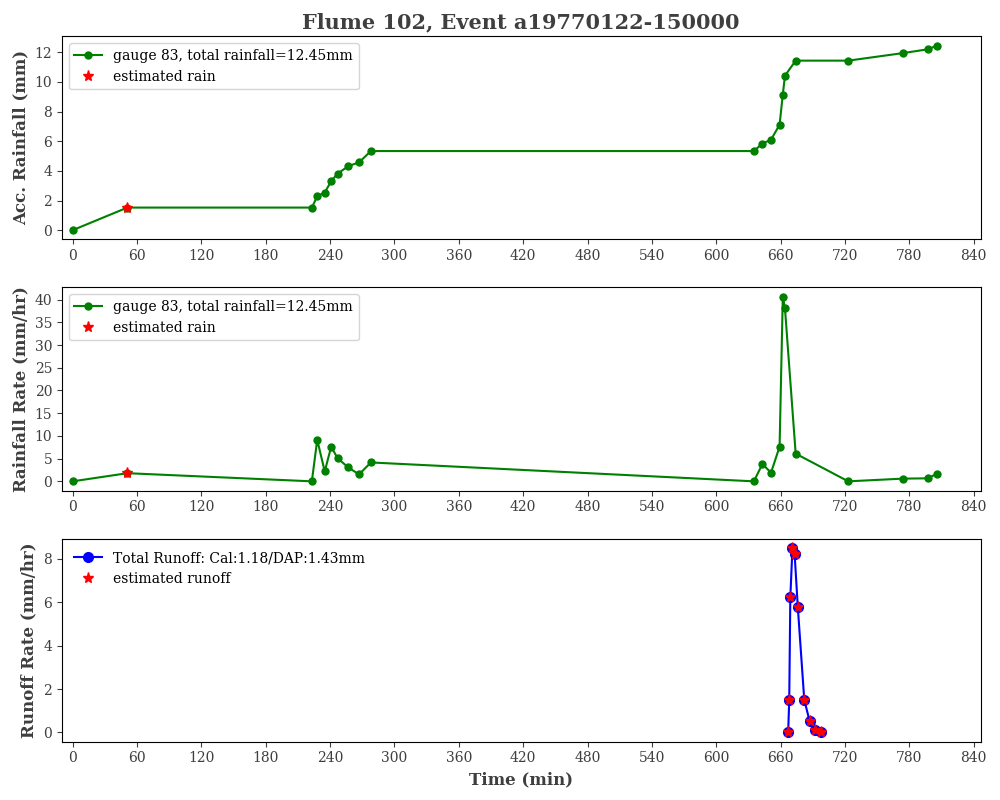 Flume 102, Event a19770122-150000
Acc. Rainfall (mm)
12
10
8
6
4
2
0
gauge 83, total rainfall=12.45mm
estimated rain
0 60 120 180 240 300 360 420 480 540 600 660 720 780 840
Rainfall Rate (mm/hr)
40
35
30
25
20
15
10
5
0
gauge 83, total rainfall=12.45mm
estimated rain
0 60 120 180 240 300 360 420 480 540 600 660 720 780 840
Runoff Rate (mm/hr)
8
6
4
2
0
Total Runoff: Cal:1.18/DAP:1.43mm
estimated runoff
0 60 120 180 240 300 360 420 480 540 600 660 720 780 840
Time (min)